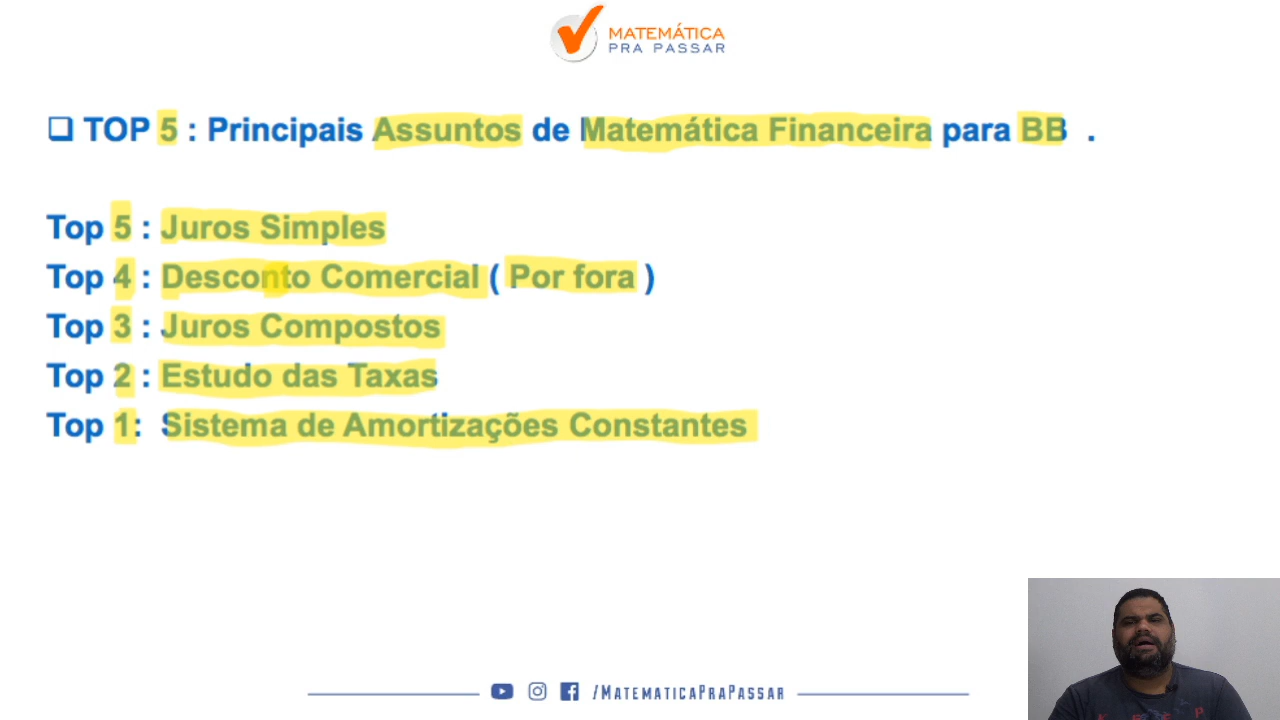 MATEMÁTICA
PRA PASSAR
❑ TOP 5 : Principais Assuntos de Matemática Financeira para BB .
Top 5 : Juros Simples
Top 4 : Desconto Comercial ( Por fora )
Top 3 : Juros Compostos
Top 2 : Estudo das Taxas
Top 1: Sistema de Amortizações Constantes
/MATEMATICAPRAPASSAR